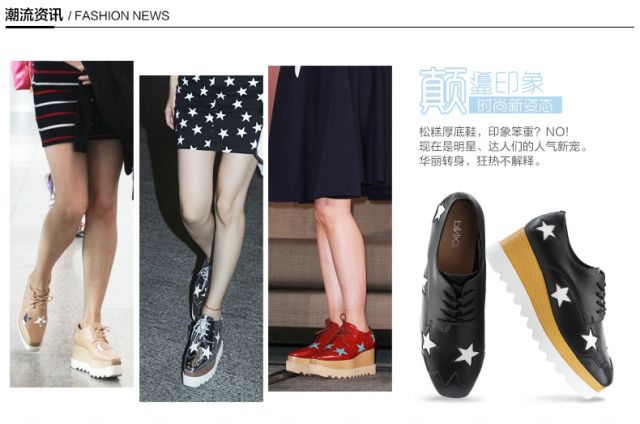 潮流资讯 / FASHION NEWS
颠覆印象
时尚新姿态
松糕厚底鞋，印象笨重？NO!
现在是明星、达人们的人气新宠。
华丽转身，狂热不解释。